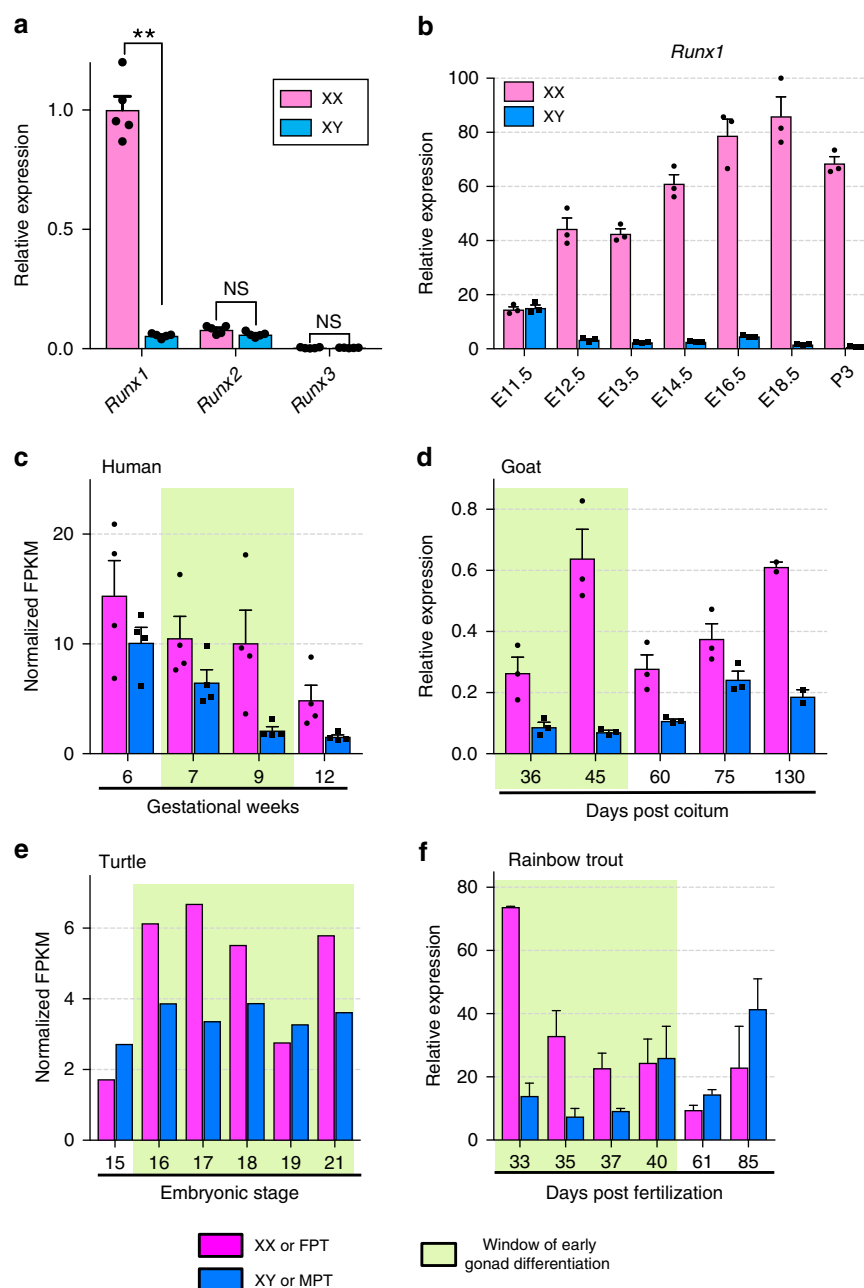 a
**
1.0
0.5
0.0
Relative expression
XX
XY
NS
NS
Runx1
Runx2
Runx3
b
Runx1
100
80
60
40
20
0
Relative expression
XX
XY
E11.5
E12.5
E13.5
E14.5
E16.5
E18.5
P3
c
Human
20
10
0
Normalized FPKM
6
7
9
12
Gestational weeks
d
Goat
0.8
0.6
0.4
0.2
0.0
Relative expression
36
45
60
75
130
Days post coitum
e
Turtle
6
4
2
0
Normalized FPKM
15
16
17
18
19
21
Embryonic stage
f
Rainbow trout
80
60
40
20
0
Relative expression
33
35
37
40
61
85
Days post fertilization
XX or FPT
XY or MPT
Window of early
gonad differentiation